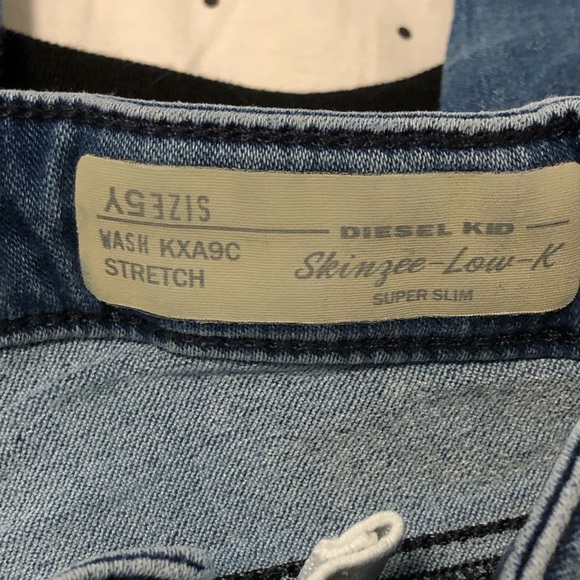 SIZE5Y
WASH KXA9C
STRETCH
DIESEL KID
Skinzee-Low-K
SUPER SLIM